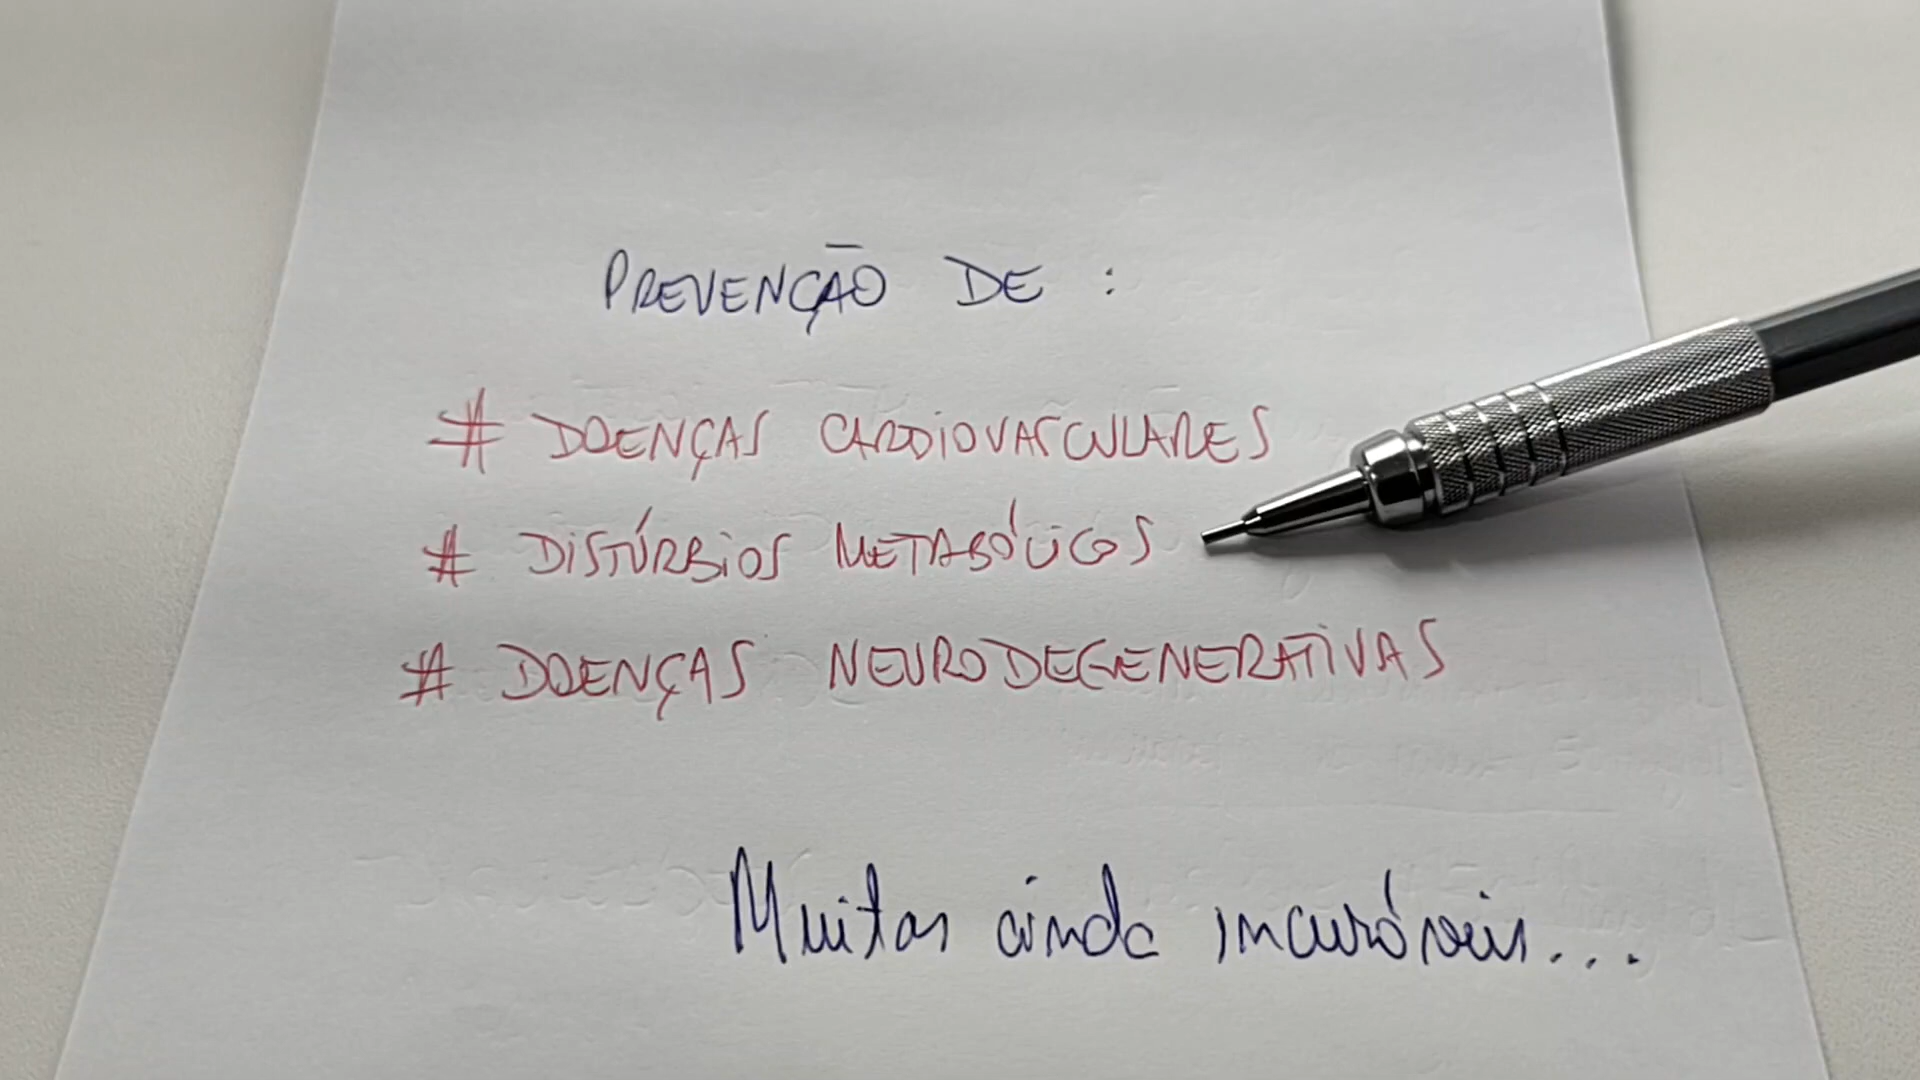 PREVENÇÃO DE :
# DOENÇAS CARDIOVASCULARES
# DISTÚRBIOS METABÓLICOS
# DOENÇAS NEURODEGENERATIVAS
Muitas ainda incuráveis...